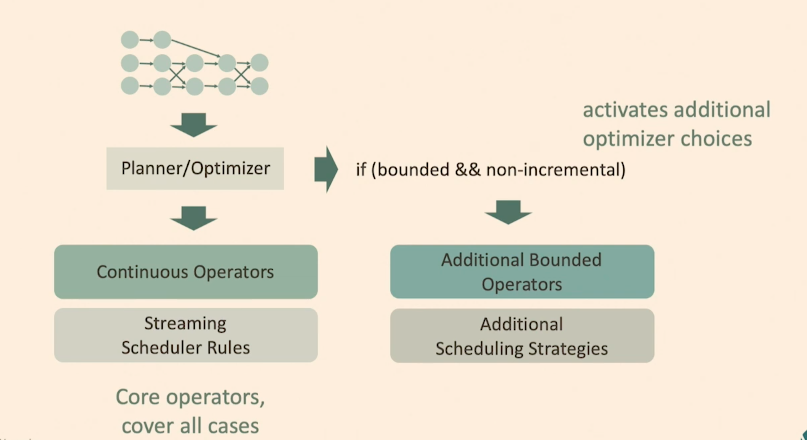 activates additional
optimizer choices
Planner/Optimizer
if (bounded && non-incremental)
Continuous Operators
Additional Bounded
Operators
Streaming
Scheduler Rules
Additional
Scheduling Strategies
Core operators,
cover all cases